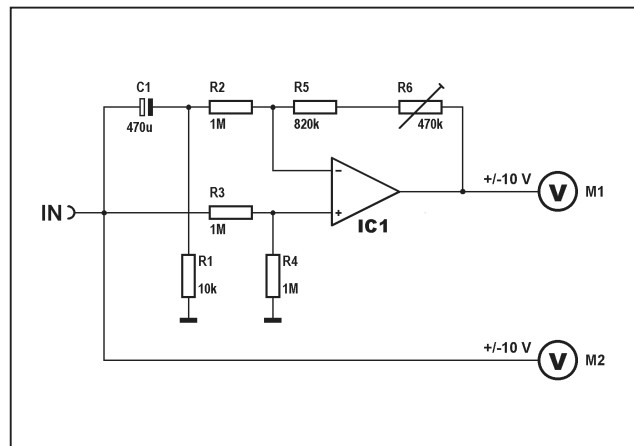 C1
470u
R2
1M
R5
820k
R6
470k
R3
1M
IN
R1
10k
R4
1M
−
+
IC1
+/-10 V
V
M1
+/-10 V
V
M2